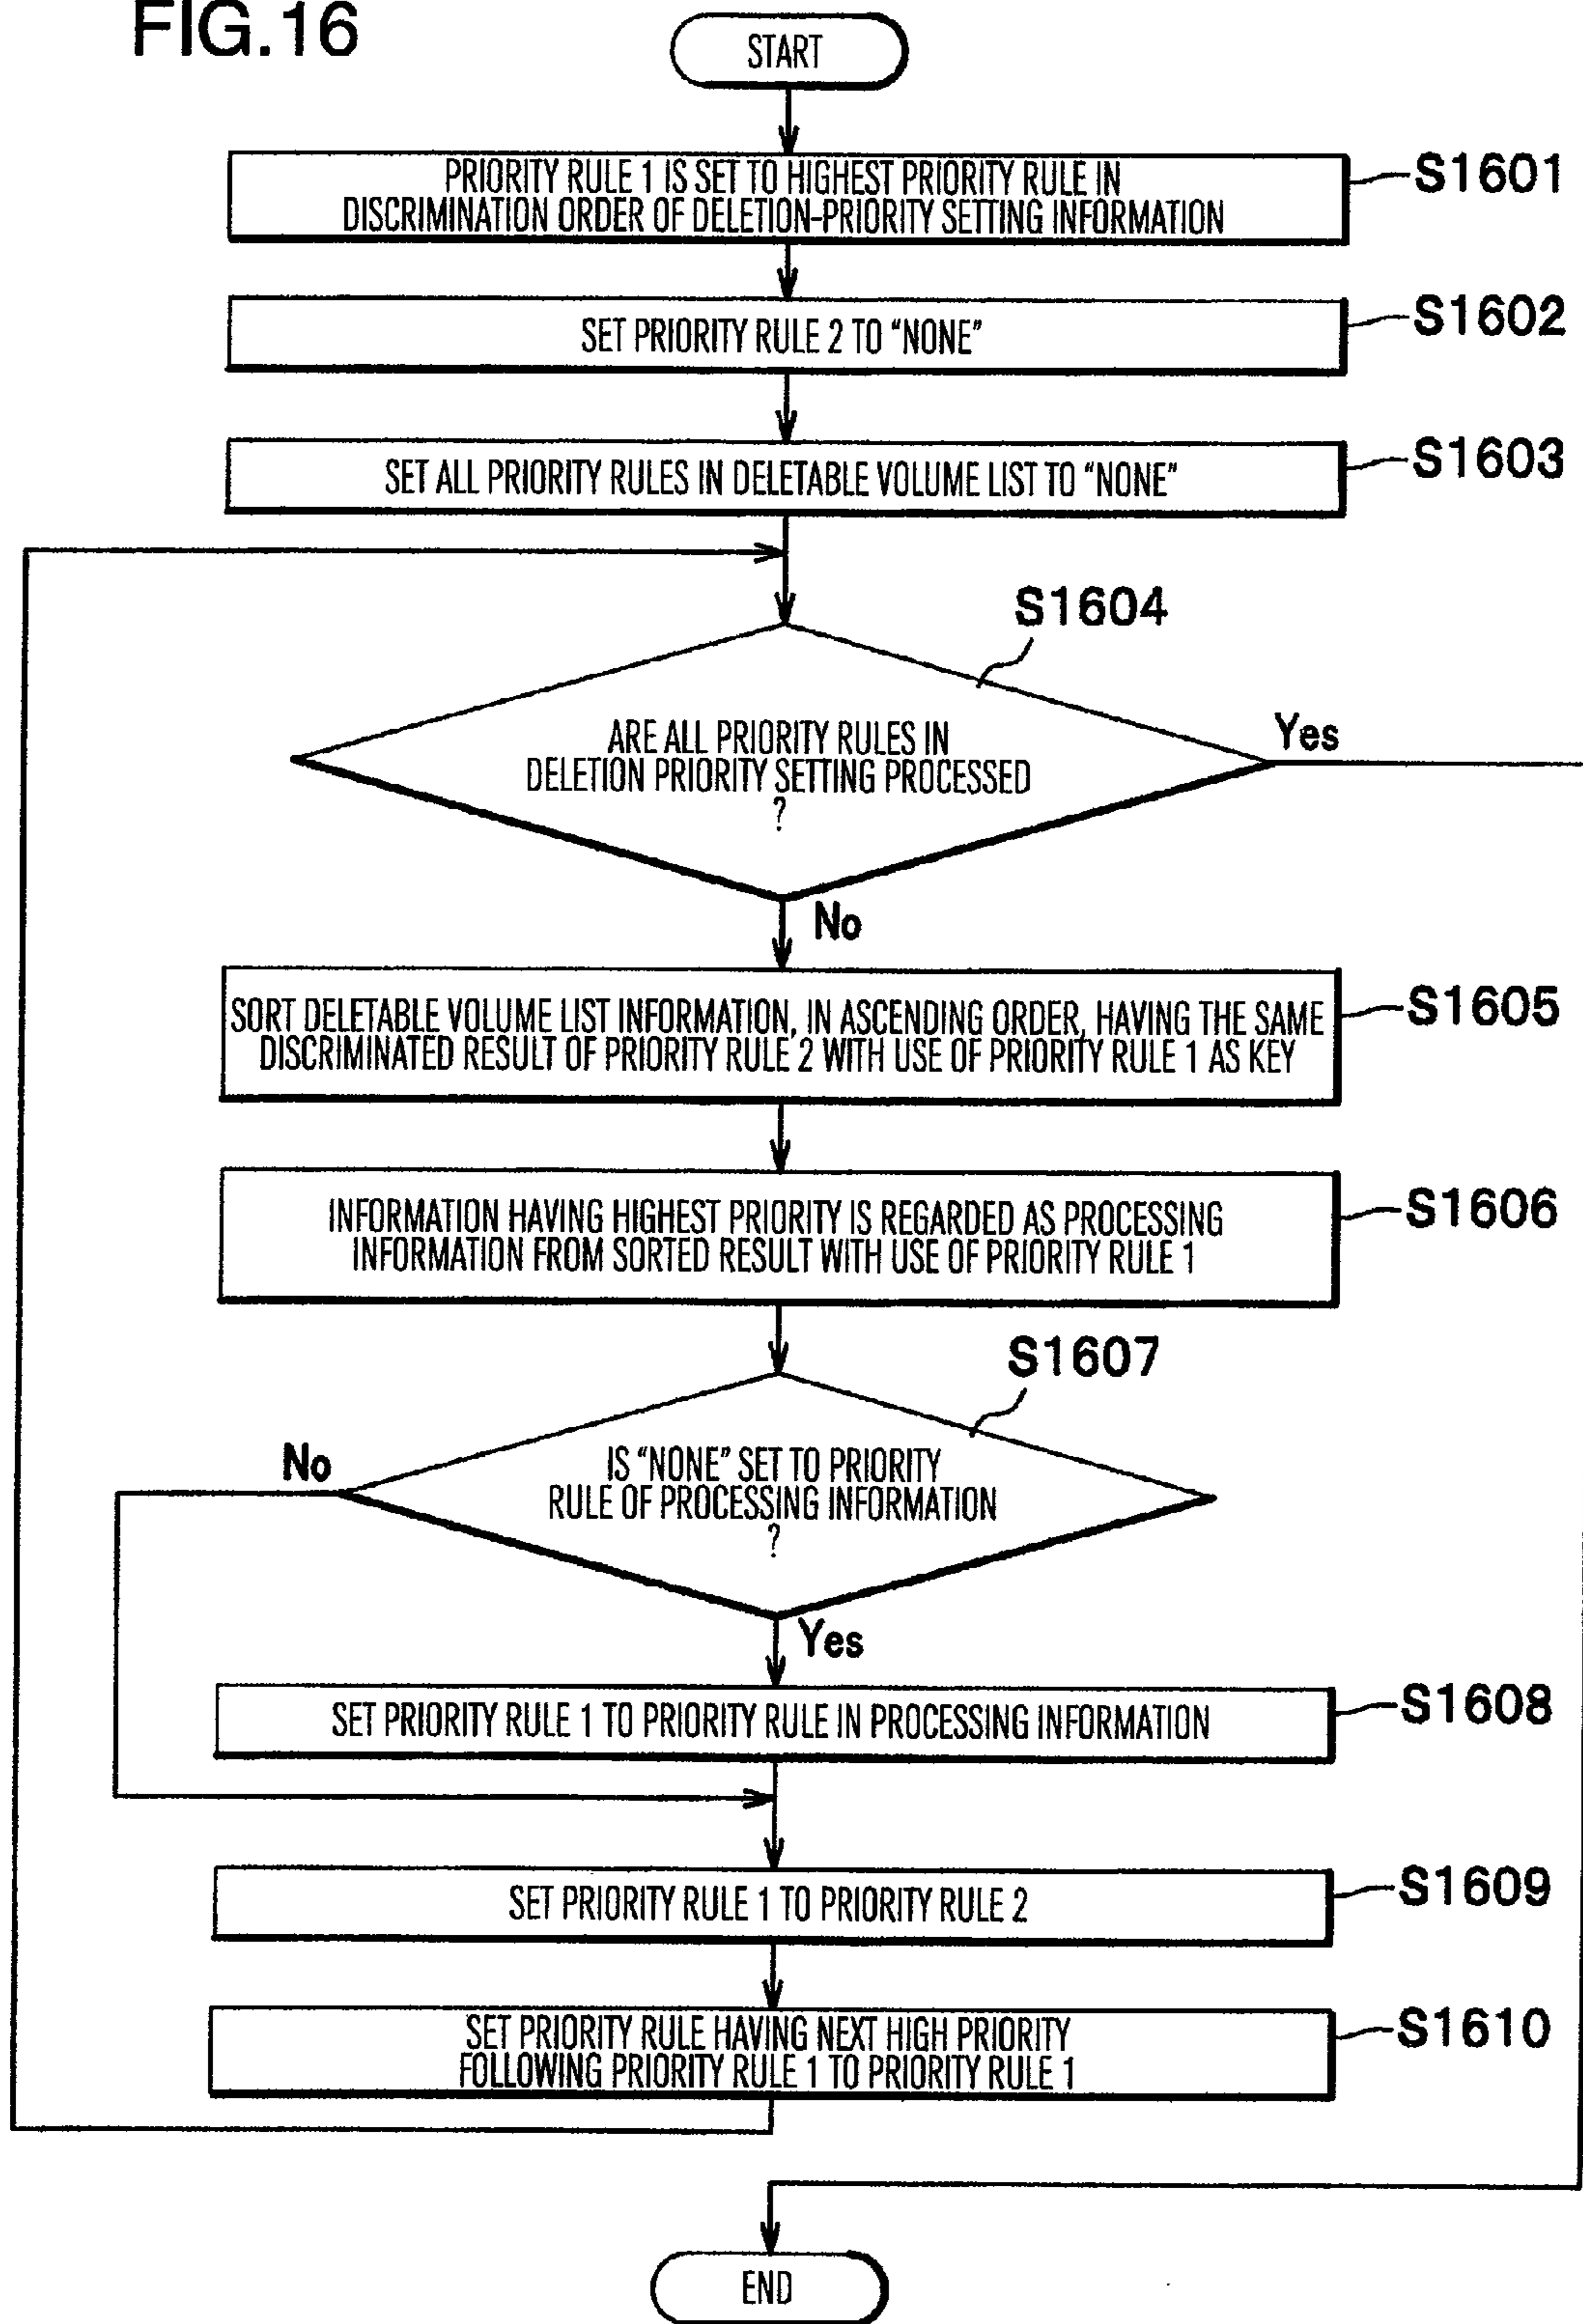 FIG.16
START
PRIORITY RULE 1 IS SET TO HIGHEST PRIORITY RULE IN
DISCRIMINATION ORDER OF DELETION-PRIORITY SETTING INFORMATION
S1601
SET PRIORITY RULE 2 TO "NONE"
S1602
SET ALL PRIORITY RULES IN DELETABLE VOLUME LIST TO "NONE"
S1603
S1604
ARE ALL PRIORITY RULES IN
DELETION PRIORITY SETTING PROCESSED
?
Yes
No
SORT DELETABLE VOLUME LIST INFORMATION, IN ASCENDING ORDER, HAVING THE SAME
DISCRIMINATED RESULT OF PRIORITY RULE 2 WITH USE OF PRIORITY RULE 1 AS KEY
S1605
INFORMATION HAVING HIGHEST PRIORITY IS REGARDED AS PROCESSING
INFORMATION FROM SORTED RESULT WITH USE OF PRIORITY RULE 1
S1606
S1607
No
IS "NONE" SET TO PRIORITY
RULE OF PROCESSING INFORMATION
?
Yes
SET PRIORITY RULE 1 TO PRIORITY RULE IN PROCESSING INFORMATION
S1608
SET PRIORITY RULE 1 TO PRIORITY RULE 2
S1609
SET PRIORITY RULE HAVING NEXT HIGH PRIORITY
FOLLOWING PRIORITY RULE 1 TO PRIORITY RULE 1
S1610
END